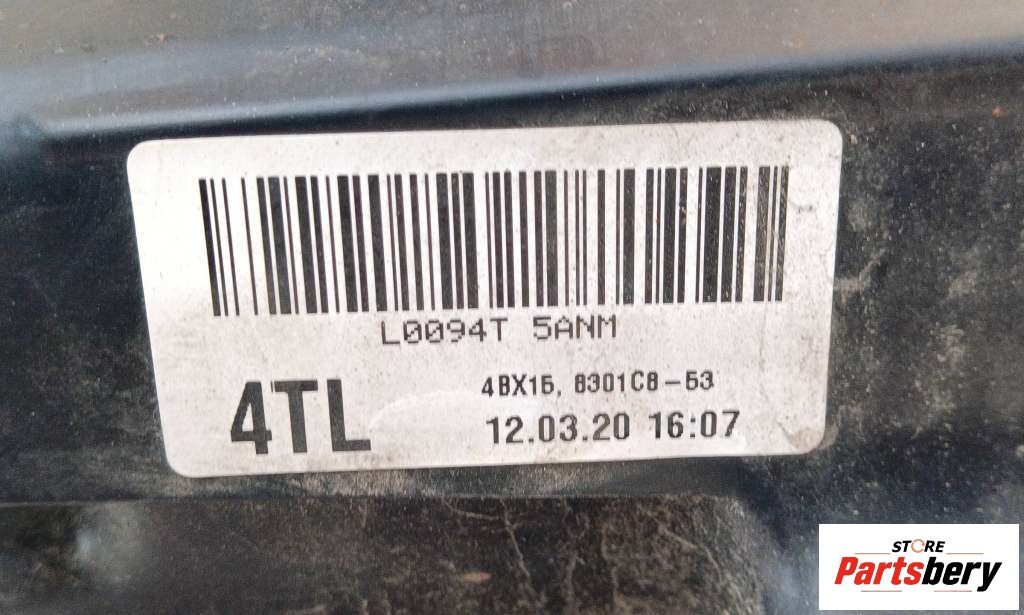 L0094T 5ANM
4TL
4BX15, 8301C8-53
12.03.20 16:07
STORE
Partsbery